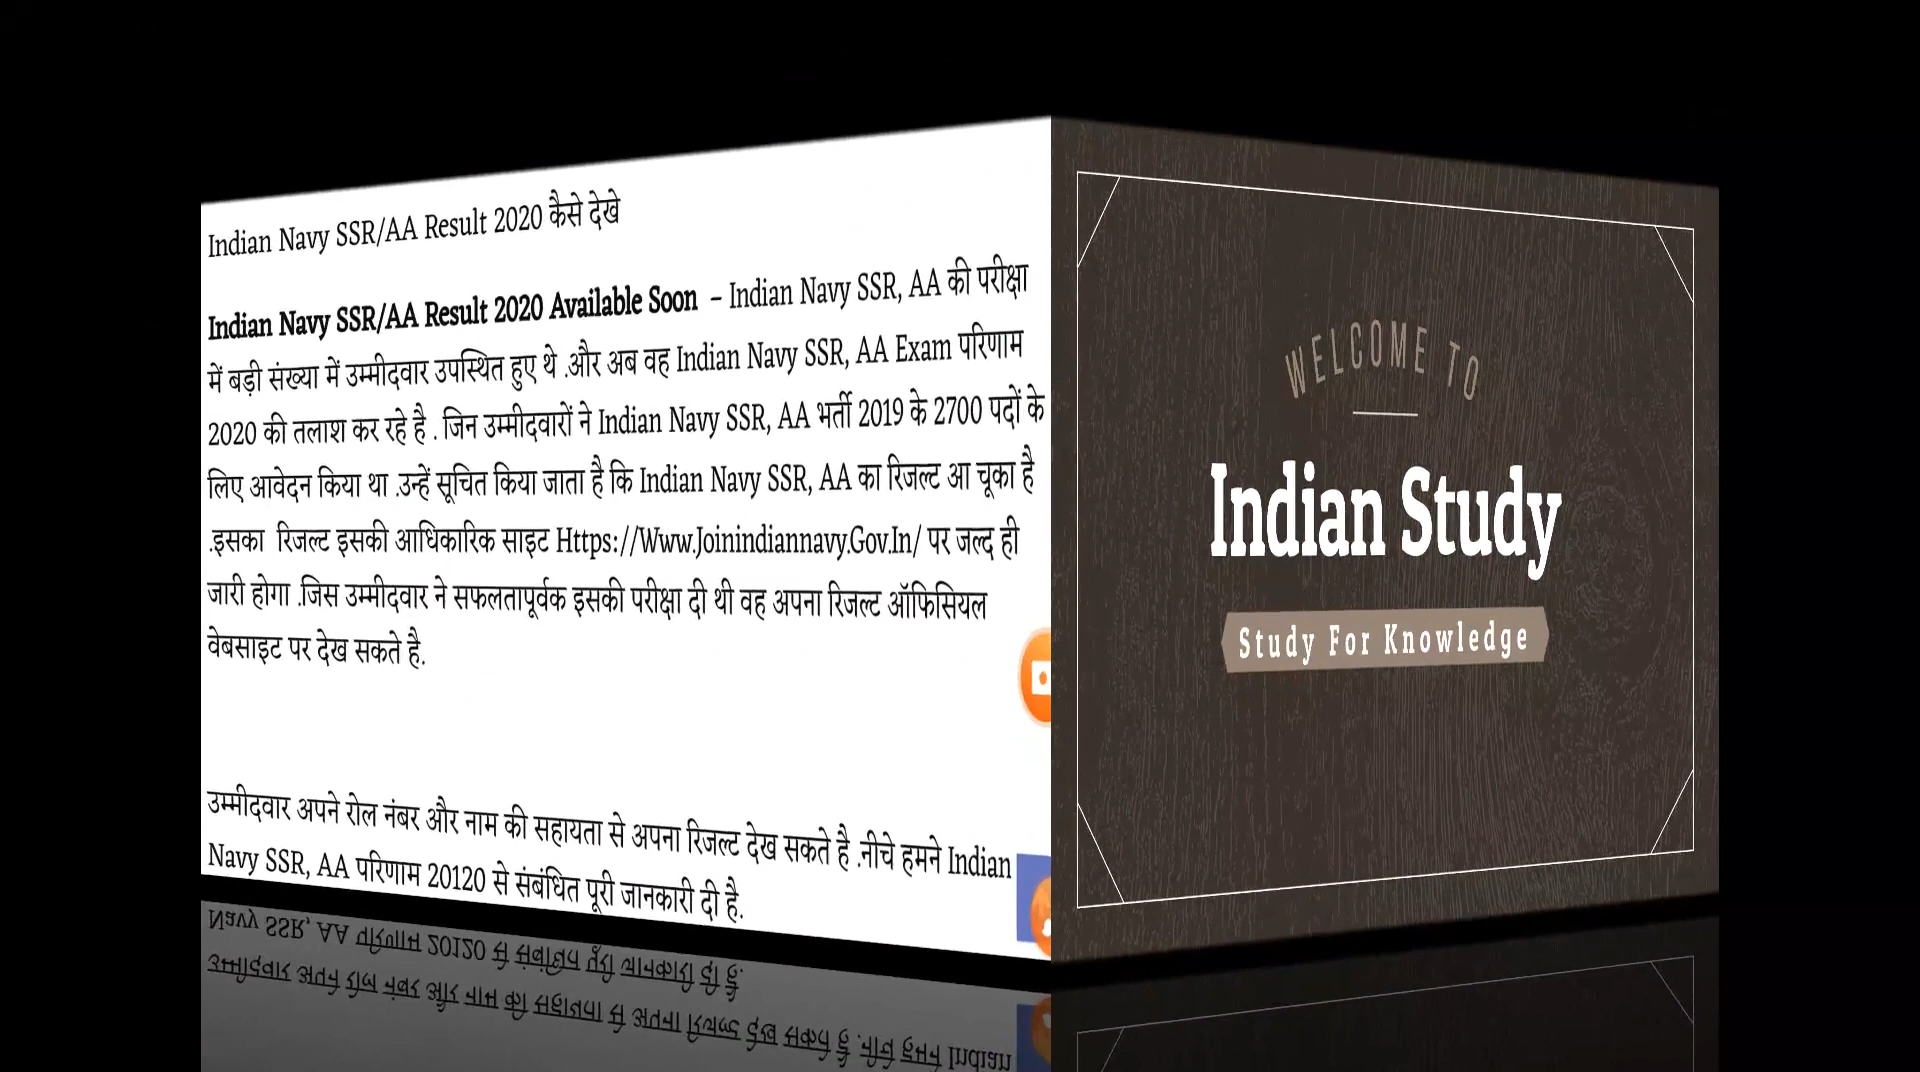 Indian Navy SSR/AA Result 2020 कैसे देखे
Indian Navy SSR/AA Result 2020 Available Soon – Indian Navy SSR, AA की परीक्षा
में बड़ी संख्या में उम्मीदवार उपस्थित हुए थे .और अब वह Indian Navy SSR, AA Exam परिणाम
2020 की तलाश कर रहे है . जिन उम्मीदवारों ने Indian Navy SSR, AA भर्ती 2019 के 2700 पदों के
लिए आवेदन किया था .उन्हें सूचित किया जाता है कि Indian Navy SSR, AA का रिजल्ट आ चूका है
.इसका रिजल्ट इसकी आधिकारिक साइट Https://Www.Joinindiannavy.Gov.In/ पर जल्द ही
जारी होगा .जिस उम्मीदवार ने सफलतापूर्वक इसकी परीक्षा दी थी वह अपना रिजल्ट ऑफिसियल
वेबसाइट पर देख सकते है.
उम्मीदवार अपने रोल नंबर और नाम की सहायता से अपना रिजल्ट देख सकते है .नीचे हमने Indian
Navy SSR, AA परिणाम 20120 से संबंधित पूरी जानकारी दी है.
WELCOME TO
Indian Study
Study For Knowledge